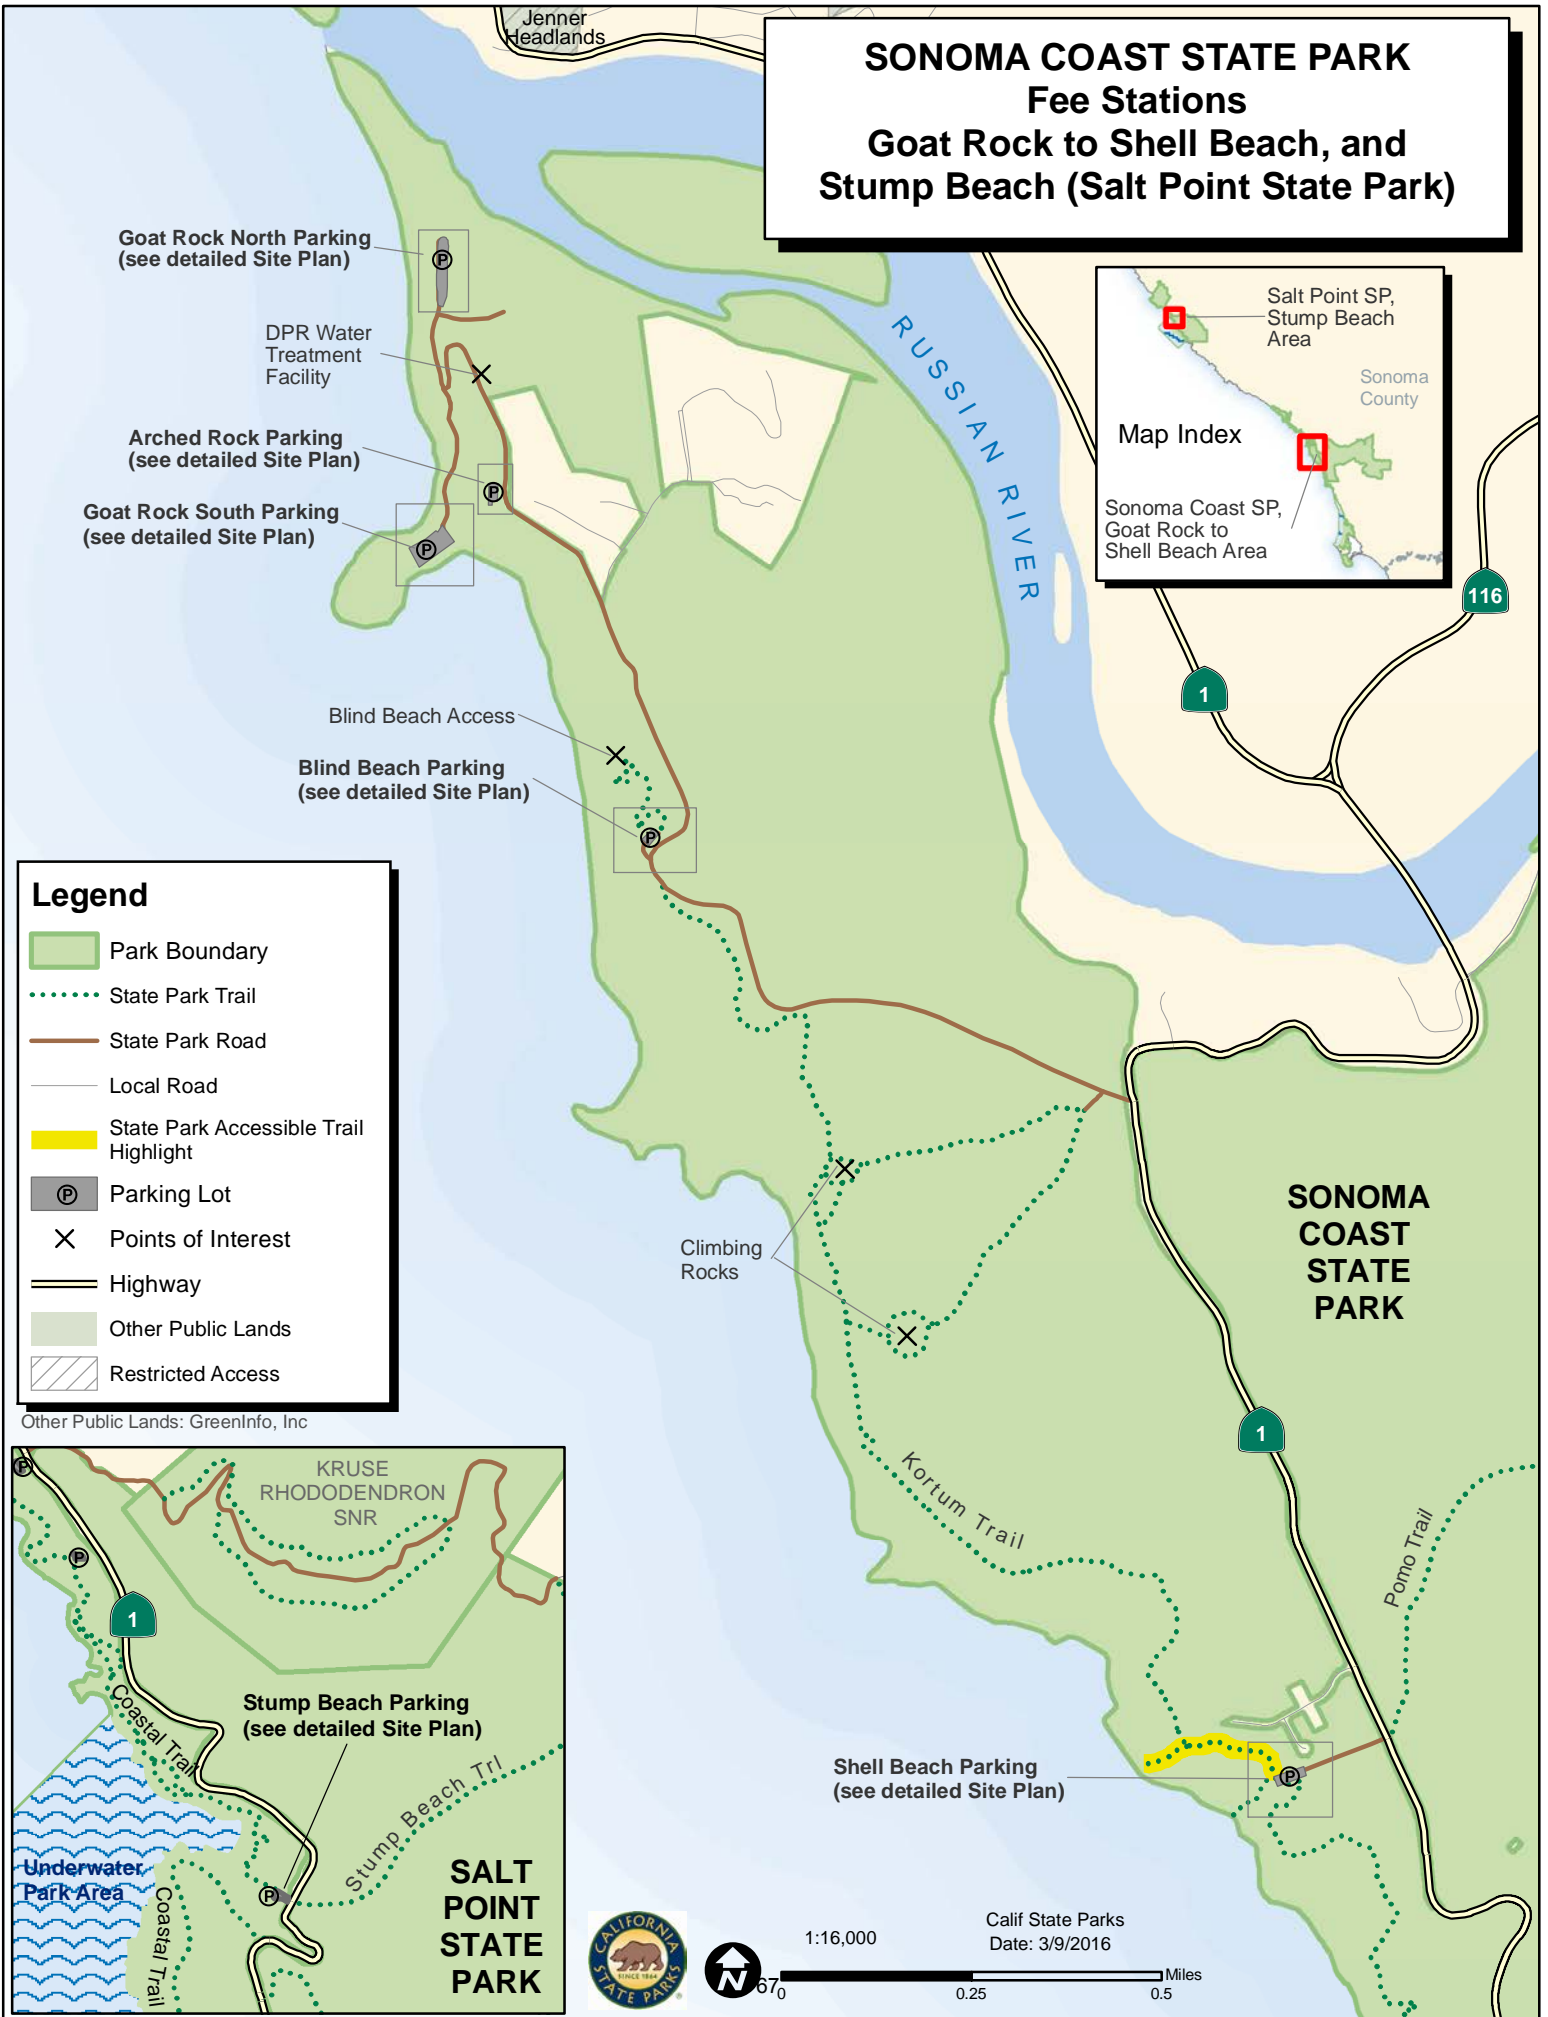 Jenner
Headlands
SONOMA COAST STATE PARK
Fee Stations
Goat Rock to Shell Beach, and
Stump Beach (Salt Point State Park)
Goat Rock North Parking
(see detailed Site Plan)
DPR Water
Treatment
Facility
Arched Rock Parking
(see detailed Site Plan)
Goat Rock South Parking
(see detailed Site Plan)
RUSSIAN RIVER
Salt Point SP,
Stump Beach
Area
Sonoma
County
Map Index
Sonoma Coast SP,
Goat Rock to
Shell Beach Area
116
1
Blind Beach Access
Blind Beach Parking
(see detailed Site Plan)
P
P
P
P
Legend
Park Boundary
State Park Trail
State Park Road
Local Road
State Park Accessible Trail
Highlight
P
Parking Lot
Points of Interest
Highway
Other Public Lands
Restricted Access
Other Public Lands: GreenInfo, Inc
Climbing
Rocks
SONOMA
COAST
STATE
PARK
1
Kortum Trail
Pomo Trail
Shell Beach Parking
(see detailed Site Plan)
P
KRUSE
RHODODENDRON
SNR
P
P
1
Coastal Trail
Stump Beach Parking
(see detailed Site Plan)
Stump Beach Trl
Underwater
Park Area
P
Coastal Trail
SALT
POINT
STATE
PARK
CALIFORNIA
SINCE 1864
STATE PARKS
N
67
1:16,000
Calif State Parks
Date: 3/9/2016
Miles
0
0.25
0.5